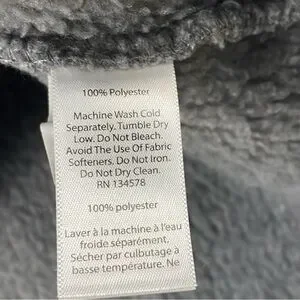 100% Polyester
Machine Wash Cold
Separately. Tumble Dry
Low. Do Not Bleach.
Avoid The Use Of Fabric
Softeners. Do Not Iron.
Do Not Dry Clean.
RN 134578
100% polyester
Laver à la machine à l'eau
froide séparément.
Sécher par culbutage à
basse température. Ne